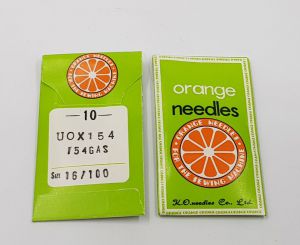 ORANGE NEEDLES
FOR THE SEWING MACHINE
10
UOX154
154GAS
Size 16/100
orange
needles
ORANGE NEEDLES
FOR THE SEWING MACHINE
K.O.needles Co. Ltd.